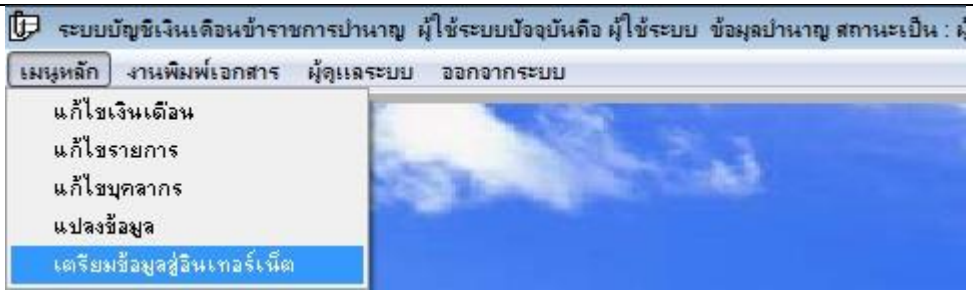 ระบบบัญชีเงินเดือนข้าราชการบำนาญ ผู้ใช้ระบบปัจจุบันคือ ผู้ใช้ระบบ ข้อมูลบำนาญ สถานะเป็น :
เมนูหลัก งานพิมพ์เอกสาร ผู้ดูแลระบบ ออกจากระบบ
แก้ไขเงินเดือน
แก้ไขรายการ
แก้ไขบุคลากร
แปลงข้อมูล
เตรียมข้อมูลสู่อินเทอร์เน็ต